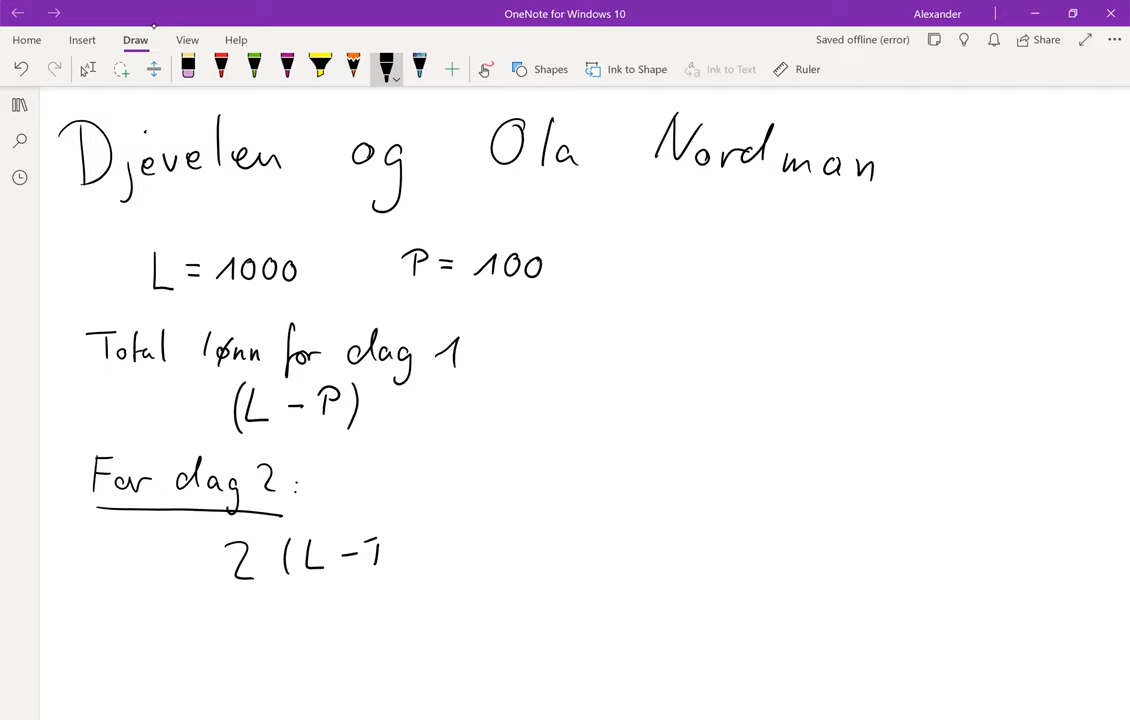 OneNote for Windows 10
Alexander
Home Insert Draw View Help
Saved offline (error)
Share
Shapes
Ink to Shape
Ink to Text
Ruler
Djevelen og Ola Nordman
L = 1000 P = 100
Total lønn for dag 1
(L - P)
For dag 2:
2 (L -